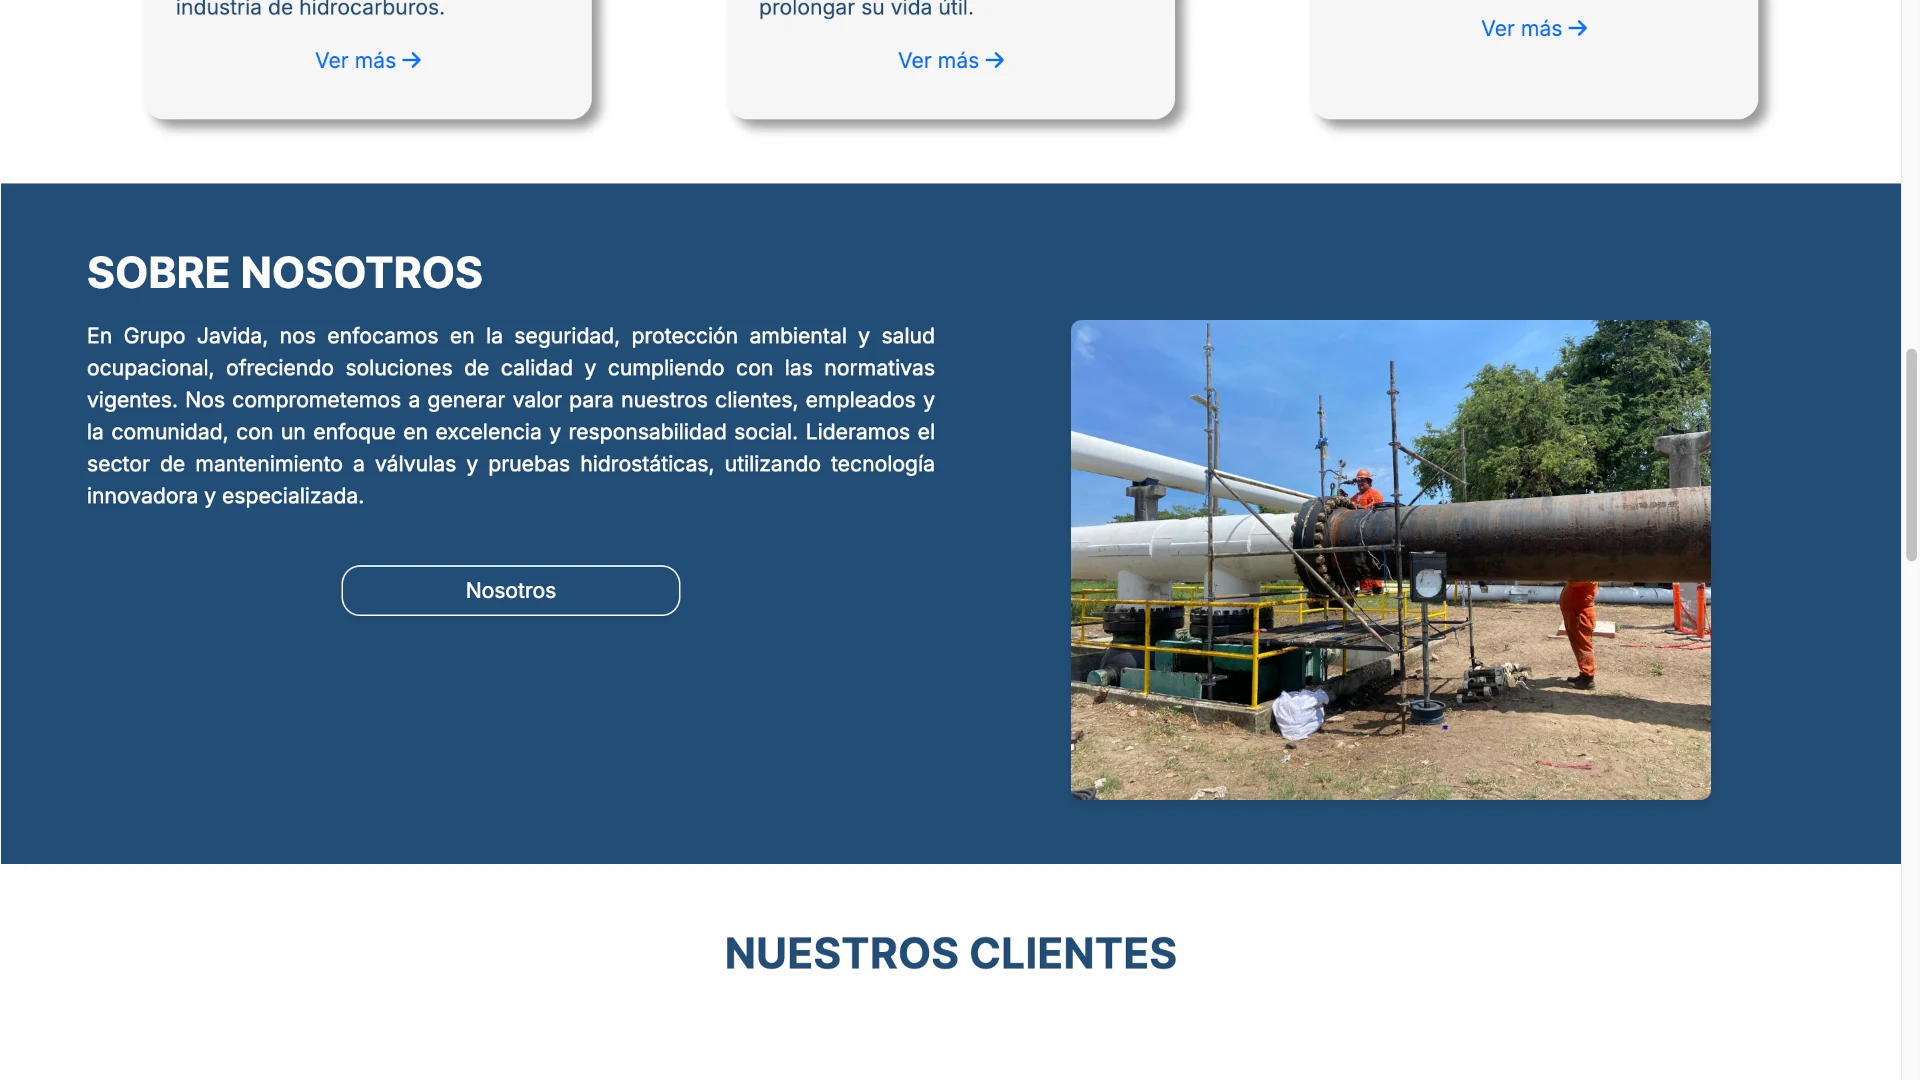 industria de hidrocarburos.
Ver más →
prolongar su vida útil.
Ver más →
Ver más →
SOBRE NOSOTROS
En Grupo Javida, nos enfocamos en la seguridad, protección ambiental y salud
ocupacional, ofreciendo soluciones de calidad y cumpliendo con las normativas
vigentes. Nos comprometemos a generar valor para nuestros clientes, empleados y
la comunidad, con un enfoque en excelencia y responsabilidad social. Lideramos el
sector de mantenimiento a válvulas y pruebas hidrostáticas, utilizando tecnología
innovadora y especializada.
Nosotros
NUESTROS CLIENTES